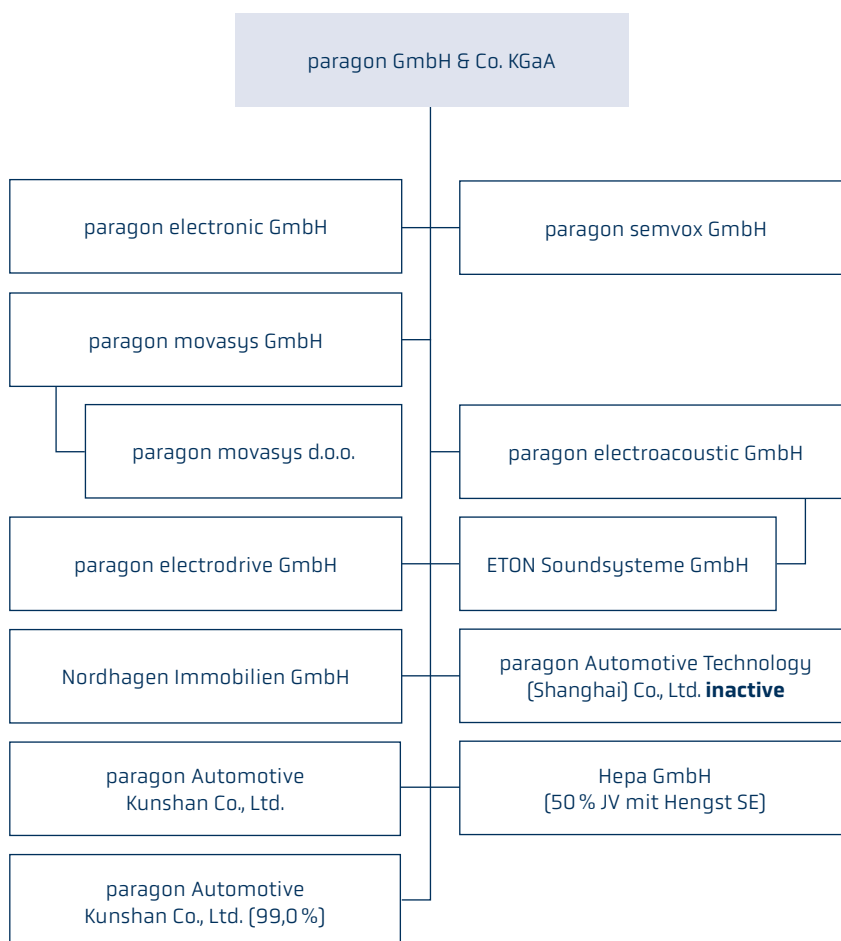 paragon GmbH & Co. KGaA
paragon electronic GmbH
paragon semvox GmbH
paragon movasys GmbH
paragon movasys d.o.o.
paragon electroacoustic GmbH
paragon electrodrive GmbH
ETON Soundsysteme GmbH
Nordhagen Immobilien GmbH
paragon Automotive Technology
(Shanghai) Co., Ltd. inactive
paragon Automotive
Kunshan Co., Ltd.
Hepa GmbH
(50 % JV mit Hengst SE)
paragon Automotive
Kunshan Co., Ltd. (99,0 %)